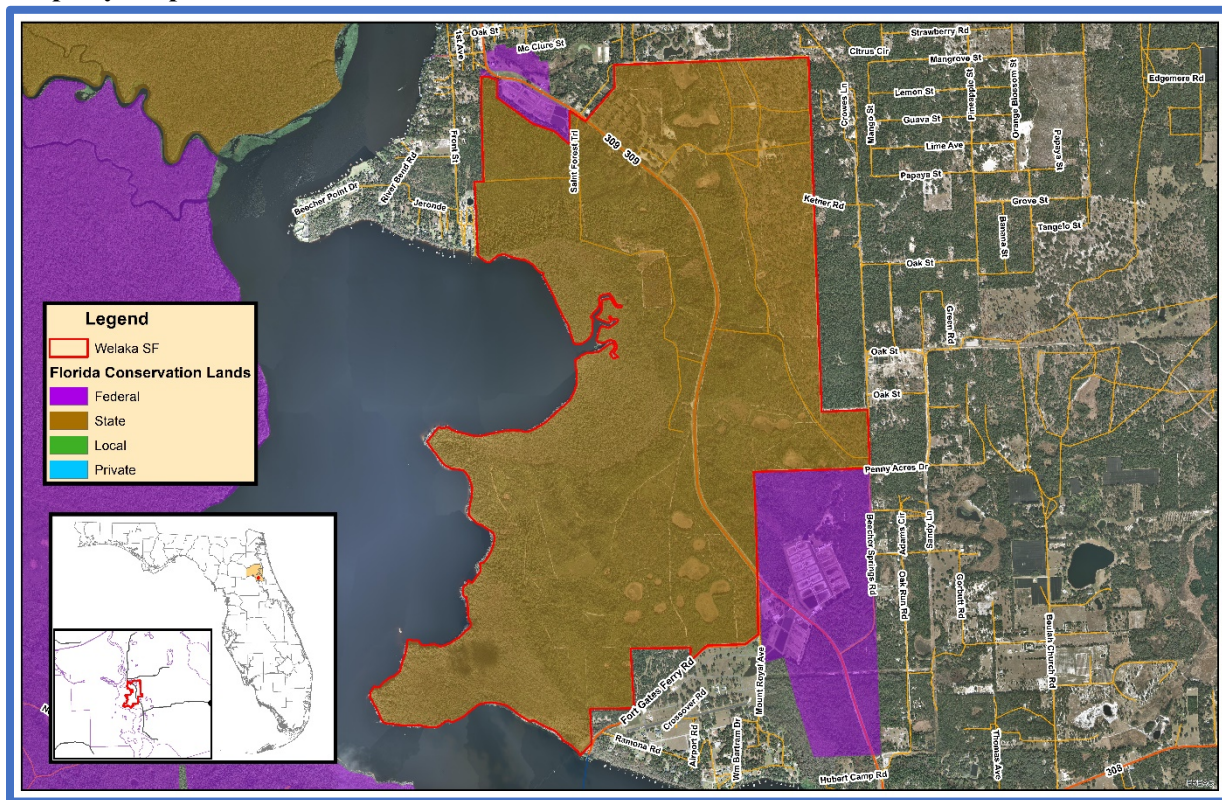 Oak St
1st Ave
Mc Clure St
Strawberry Rd
Citrus Cir
Mangrove St
Edgemere Rd
Lemon St
Pineapple St
Orange Blossom St
Crowes Ln
Mango St
Guava St
Lime Ave
Papaya St
Papaya St
308
309
Front St
Saint Forest Trl
River Bend Rd
Beecher Point Dr
Jeronde
Ketner Rd
Grove St
Banana St
Tangelo St
Oak St
Green Rd
Oak St
Oak St
Legend
Welaka SF
Florida Conservation Lands
Federal
State
Local
Private
Penny Acres Dr
Beecher Springs Rd
Adams Cir
Sandy Ln
Oak Run Rd
Gorbutt Rd
Beulah Church Rd
Mount Royal Ave
Fort Gates Ferry Rd
Crossover Rd
Ramona Rd
Airport Rd
Wm Bartram Dr
Hubert Camp Rd
Thomas Ave
308